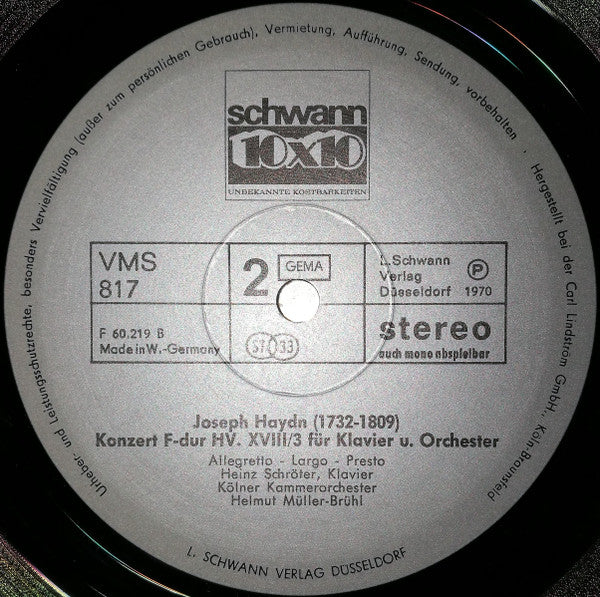 Urheber- und Leistungsschutzrechte, besonders Vervielfältigung (außer zum persönlichen Gebrauch), Vermietung, Aufführung, Sendung, vorbehalten · Hergestellt bei der Carl Lindström GmbH., Köln-Braunsfeld
schwann
10x10
UNBEKANNTE KOSTBARKEITEN
VMS
817
2
GEMA
L. Schwann
Verlag
Düsseldorf
℗
1970
F 60.219 B
Made in W.-Germany
ST 33
stereo
auch mono abspielbar
Joseph Haydn (1732-1809)
Konzert F-dur HV. XVIII/3 für Klavier u. Orchester
Allegretto - Largo - Presto
Heinz Schröter, Klavier
Kölner Kammerorchester
Helmut Müller-Brühl
L. SCHWANN VERLAG DÜSSELDORF